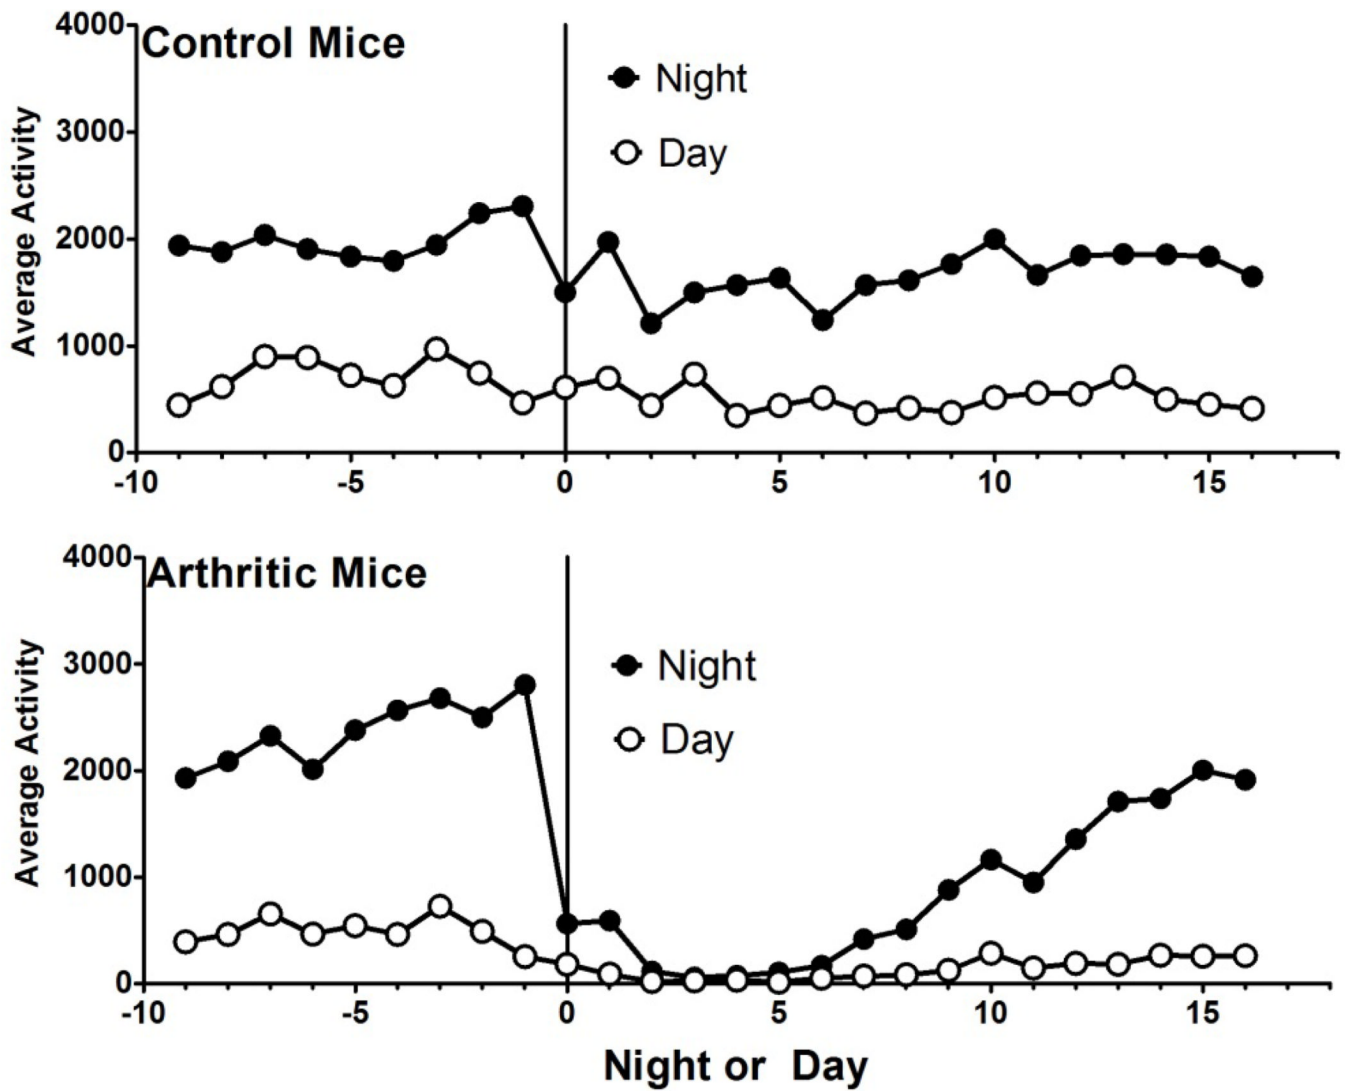 4000
Control Mice
Night
Day
3000
2000
1000
0
Average Activity
-10 -5 0 5 10 15
4000
Arthritic Mice
Night
Day
3000
2000
1000
0
Average Activity
-10 -5 0 5 10 15
Night or Day